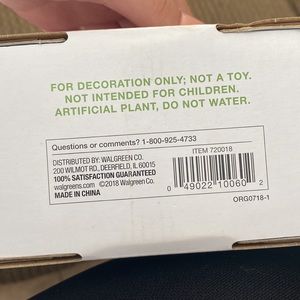 FOR DECORATION ONLY; NOT A TOY.
NOT INTENDED FOR CHILDREN.
ARTIFICIAL PLANT, DO NOT WATER.
Questions or comments? 1-800-925-4733
DISTRIBUTED BY: WALGREEN CO.
200 WILMOT RD., DEERFIELD, IL 60015
100% SATISFACTION GUARANTEED
walgreens.com ©2018 Walgreen Co.
MADE IN CHINA
ITEM 720018
0 49022 10060 2
ORG0718-1